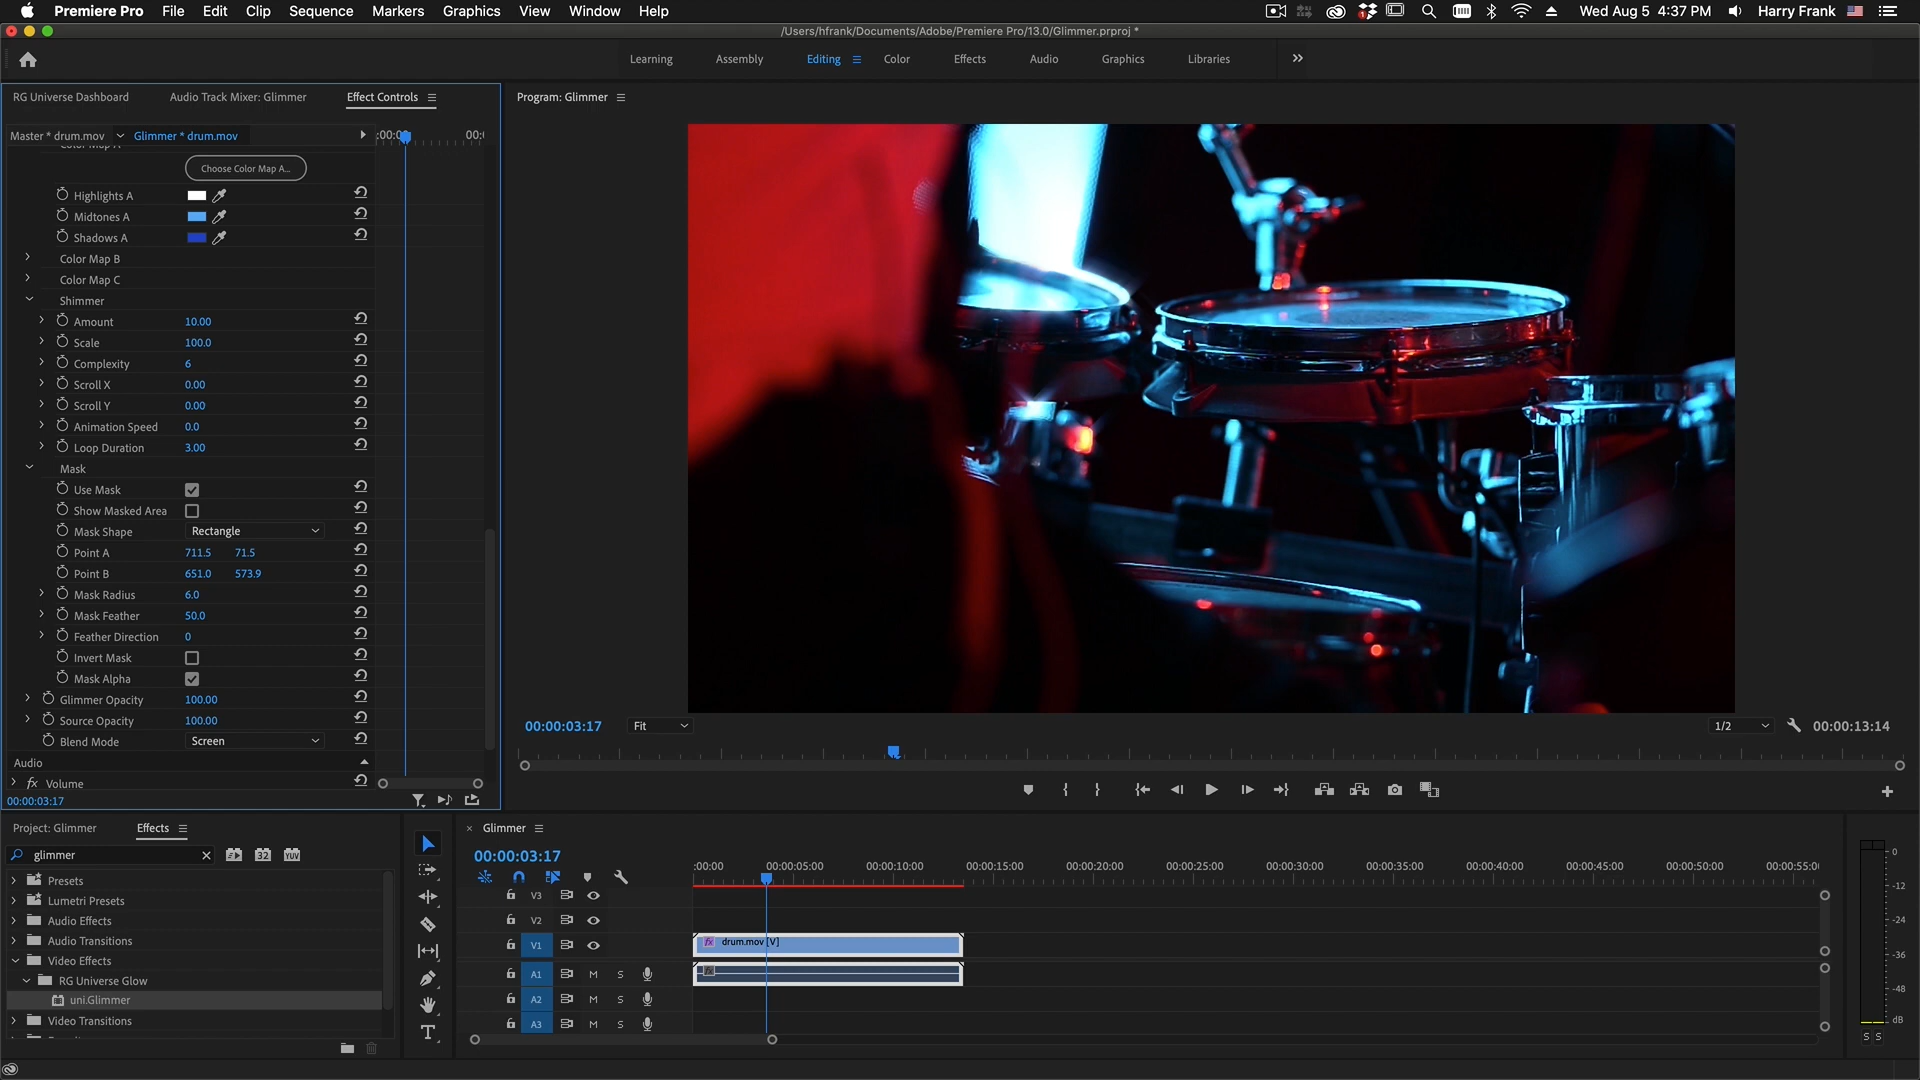 Premiere Pro File Edit Clip Sequence Markers Graphics View Window Help Wed Aug 5 4:37 PM Harry Frank
/Users/hfrank/Documents/Adobe/Premiere Pro/13.0/Glimmer.prproj *
Learning Assembly Editing Color Effects Audio Graphics Libraries
RG Universe Dashboard Audio Track Mixer: Glimmer Effect Controls
Program: Glimmer
Master * drum.mov Glimmer * drum.mov :00:00 00:
Color Map A
Choose Color Map A...
Highlights A
Midtones A
Shadows A
Color Map B
Color Map C
Shimmer
Amount 10.00
Scale 100.0
Complexity 6
Scroll X 0.00
Scroll Y 0.00
Animation Speed 0.0
Loop Duration 3.00
Mask
Use Mask
Show Masked Area
Mask Shape Rectangle
Point A 711.5 71.5
Point B 651.0 573.9
Mask Radius 6.0
Mask Feather 50.0
Feather Direction 0
Invert Mask
Mask Alpha
Glimmer Opacity 100.00
Source Opacity 100.00
Blend Mode Screen
Audio
fx Volume
00:00:03:17
00:00:03:17 Fit 1/2 00:00:13:14
Project: Glimmer Effects
glimmer 32 YUV
Presets
Lumetri Presets
Audio Effects
Audio Transitions
Video Effects
RG Universe Glow
uni.Glimmer
Video Transitions
× Glimmer
00:00:03:17
:00:00 00:00:05:00 00:00:10:00 00:00:15:00 00:00:20:00 00:00:25:00 00:00:30:00 00:00:35:00 00:00:40:00 00:00:45:00 00:00:50:00 00:00:55:0
V3
V2
V1 fx drum.mov [V]
A1 M S fx
A2 M S
A3 M S
0
-12
-24
-36
-48
dB
S S